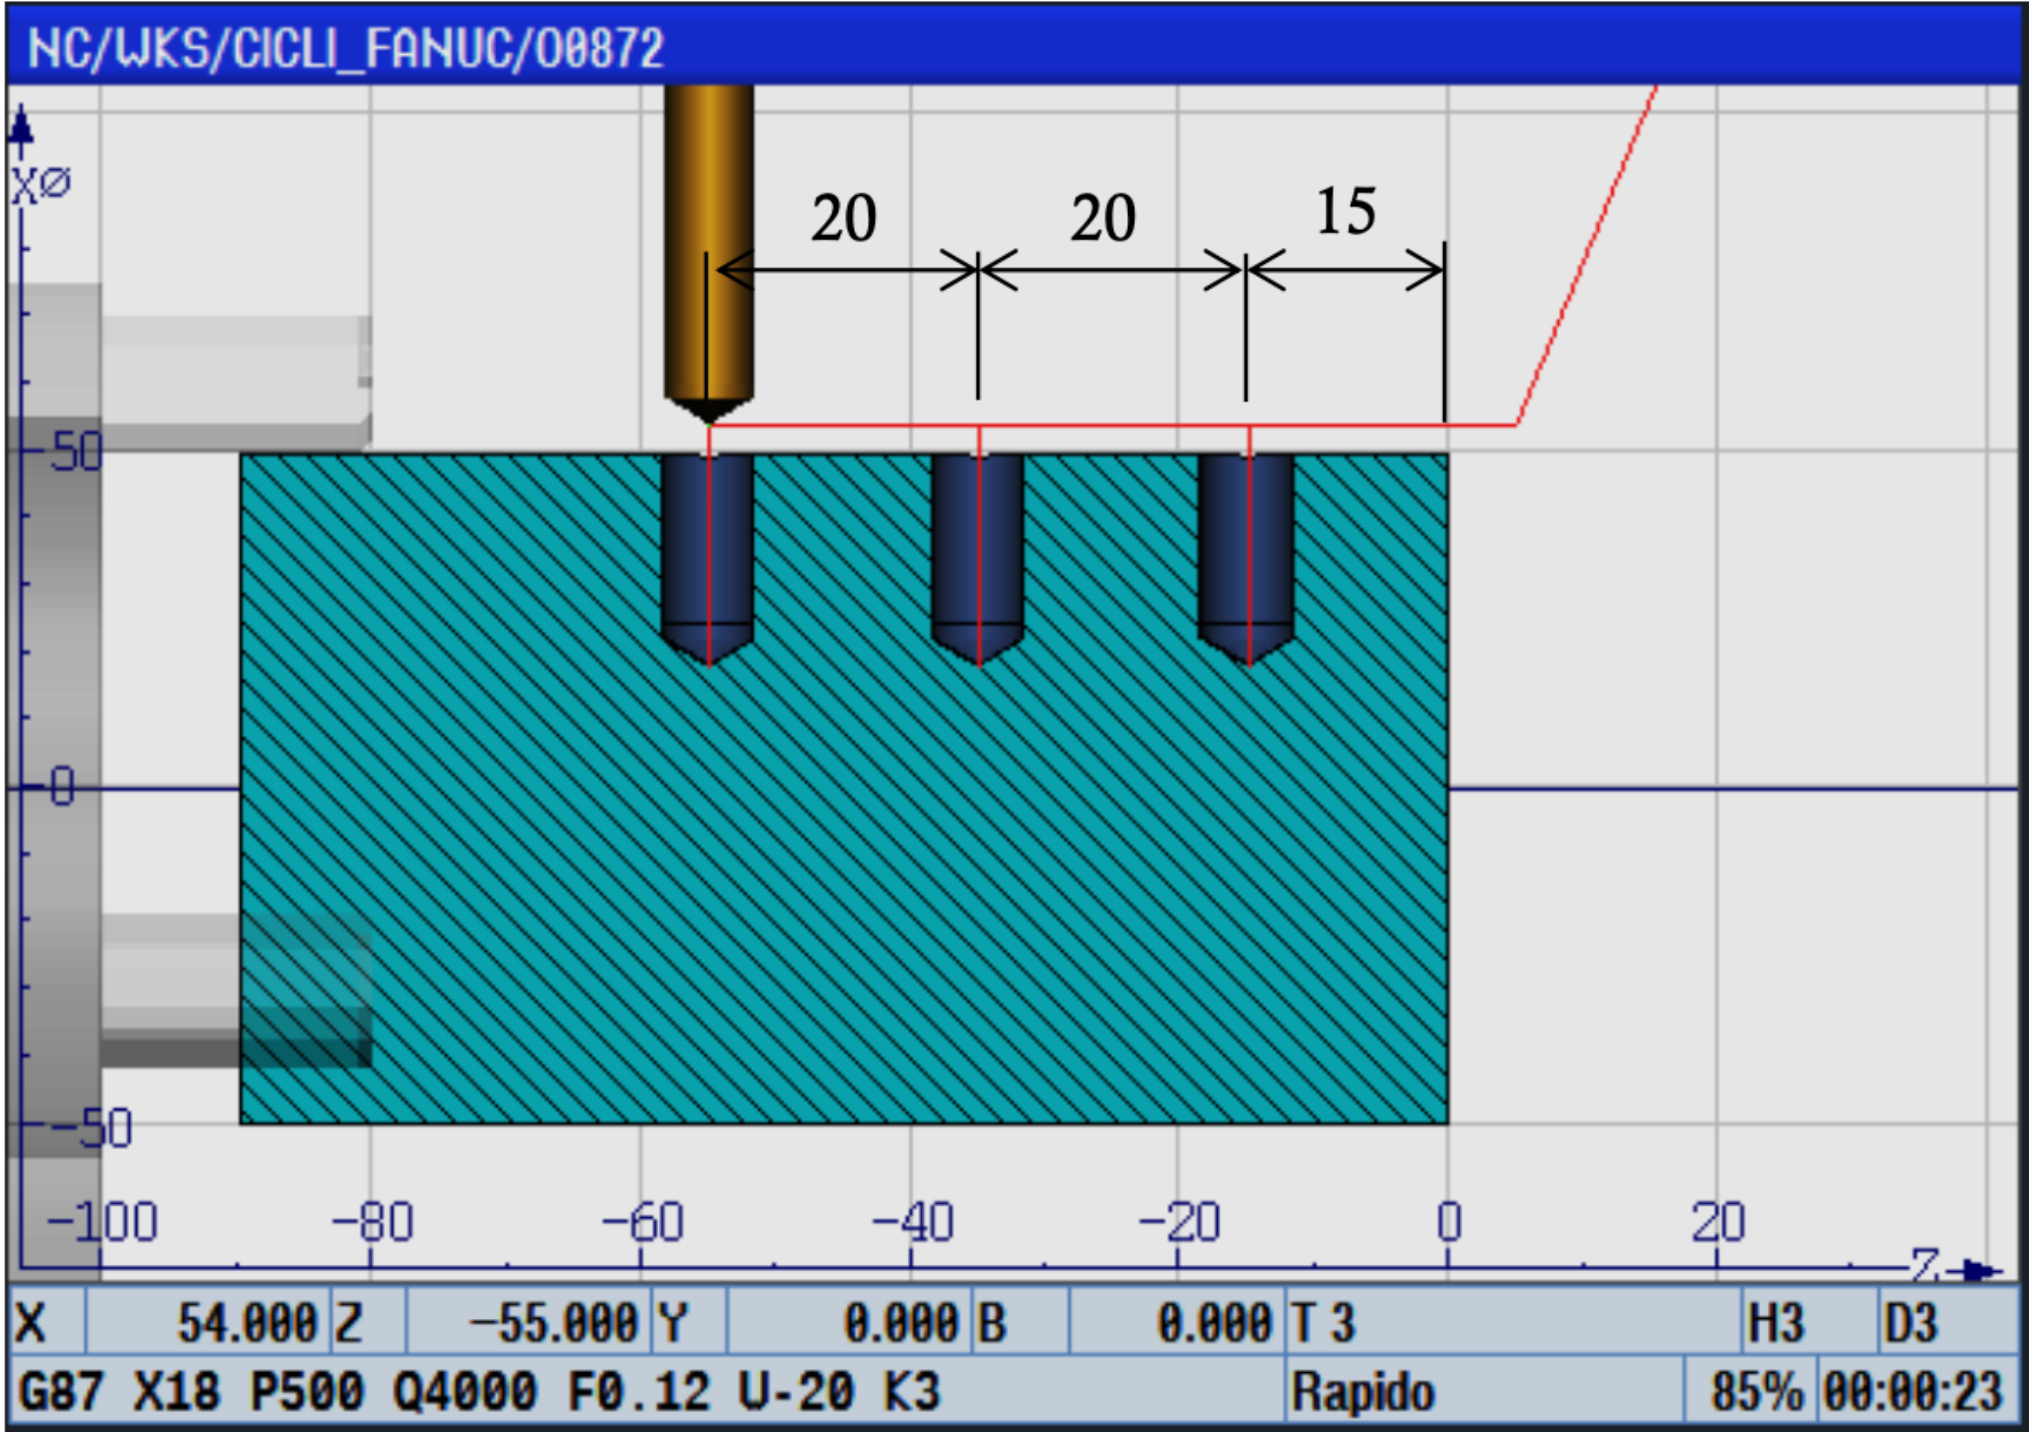 NC/WKS/CICLI_FANUC/O0872
XØ
20 20 15
50
0
-50
-100 -80 -60 -40 -20 0 20
Z
X 54.000 Z -55.000 Y 0.000 B 0.000 T 3 H3 D3
G87 X18 P500 Q4000 F0.12 U-20 K3 Rapido 85% 00:00:23